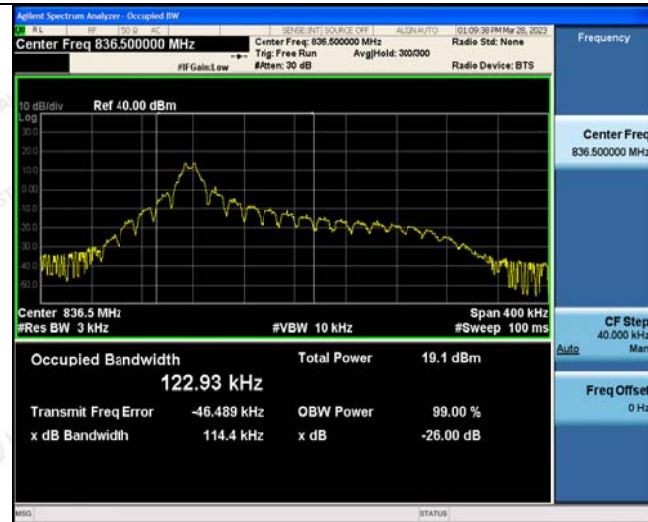 Agilent Spectrum Analyzer - Occupied BW
RL RF 50 Ω AC SENSE:INT SOURCE OFF ALIGN AUTO 01:09:38 PM Mar 28, 2023
Center Freq 836.500000 MHz Center Freq: 836.500000 MHz Radio Std: None
Trig: Free Run Avg|Hold: 300/300
#IFGain:Low #Atten: 30 dB Radio Device: BTS
Frequency
10 dB/div Ref 40.00 dBm
Log
30.0
20.0
10.0
0.00
-10.0
-20.0
-30.0
-40.0
-50.0
Center Freq
836.500000 MHz
Center 836.5 MHz Span 400 kHz
#Res BW 3 kHz #VBW 10 kHz #Sweep 100 ms
CF Step
40.000 kHz
Auto Man
Occupied Bandwidth Total Power 19.1 dBm
122.93 kHz
Transmit Freq Error -46.489 kHz OBW Power 99.00 %
x dB Bandwidth 114.4 kHz x dB -26.00 dB
Freq Offset
0 Hz
MSG STATUS